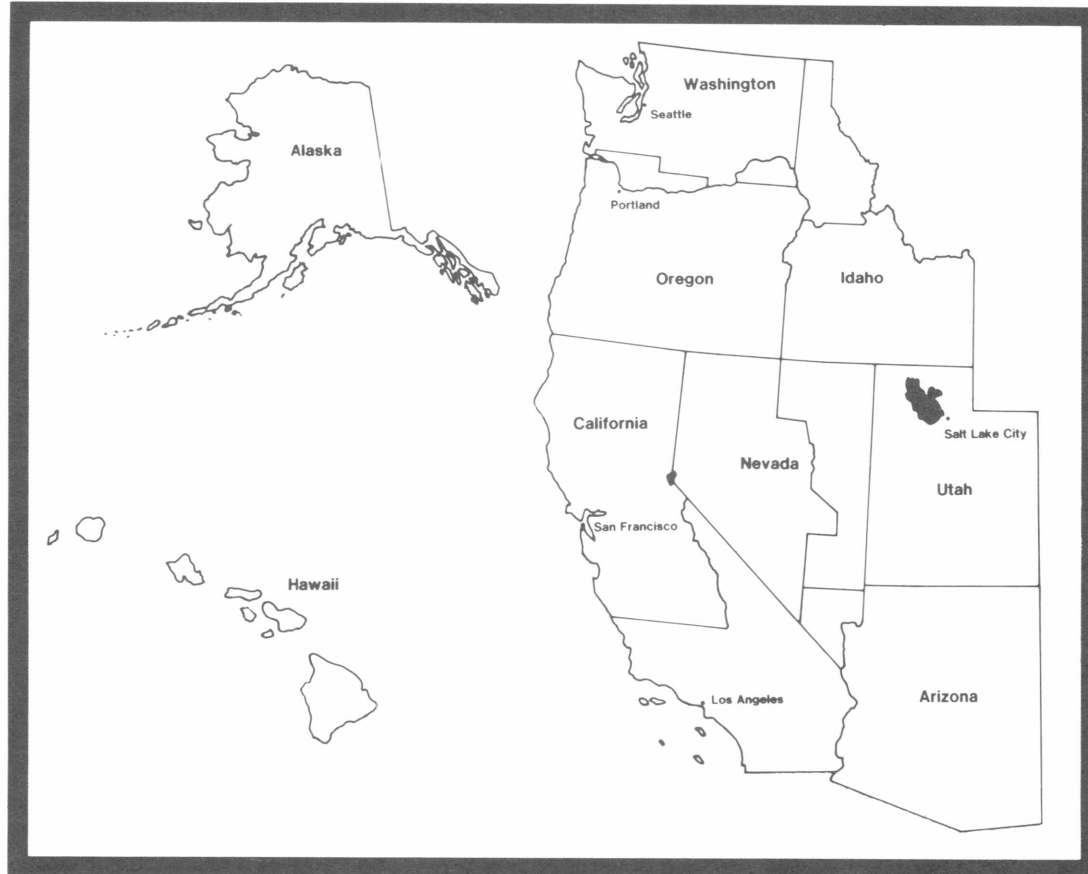 Washington
Seattle
Alaska
Portland
Oregon
Idaho
California
Salt Lake City
Nevada
Utah
San Francisco
Hawaii
Arizona
Los Angeles